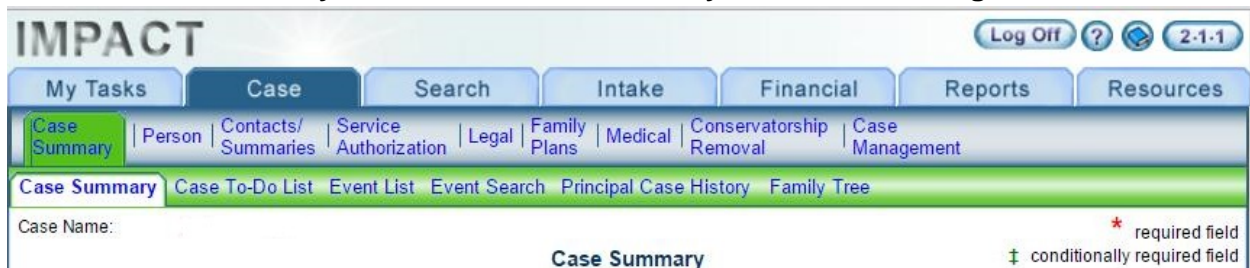 IMPACT
Log Off ? 2-1-1
My Tasks Case Search Intake Financial Reports Resources
Case Summary | Person | Contacts/ Summaries | Service Authorization | Legal | Family Plans | Medical | Conservatorship Removal | Case Management
Case Summary Case To-Do List Event List Event Search Principal Case History Family Tree
Case Name:
* required field
Case Summary
‡ conditionally required field